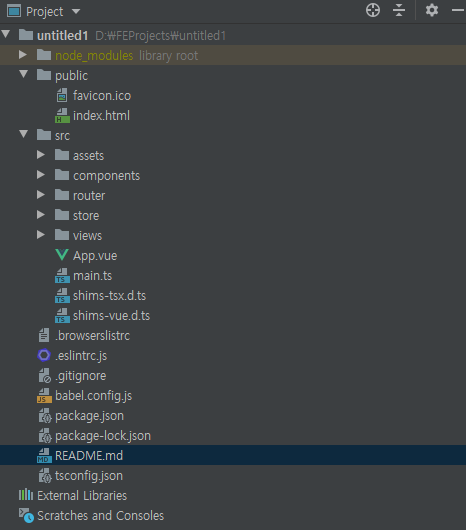 Project
untitled1 D:₩FEProjects₩untitled1
node_modules library root
public
favicon.ico
index.html
src
assets
components
router
store
views
App.vue
main.ts
shims-tsx.d.ts
shims-vue.d.ts
.browserslistrc
.eslintrc.js
.gitignore
babel.config.js
package.json
package-lock.json
README.md
tsconfig.json
External Libraries
Scratches and Consoles